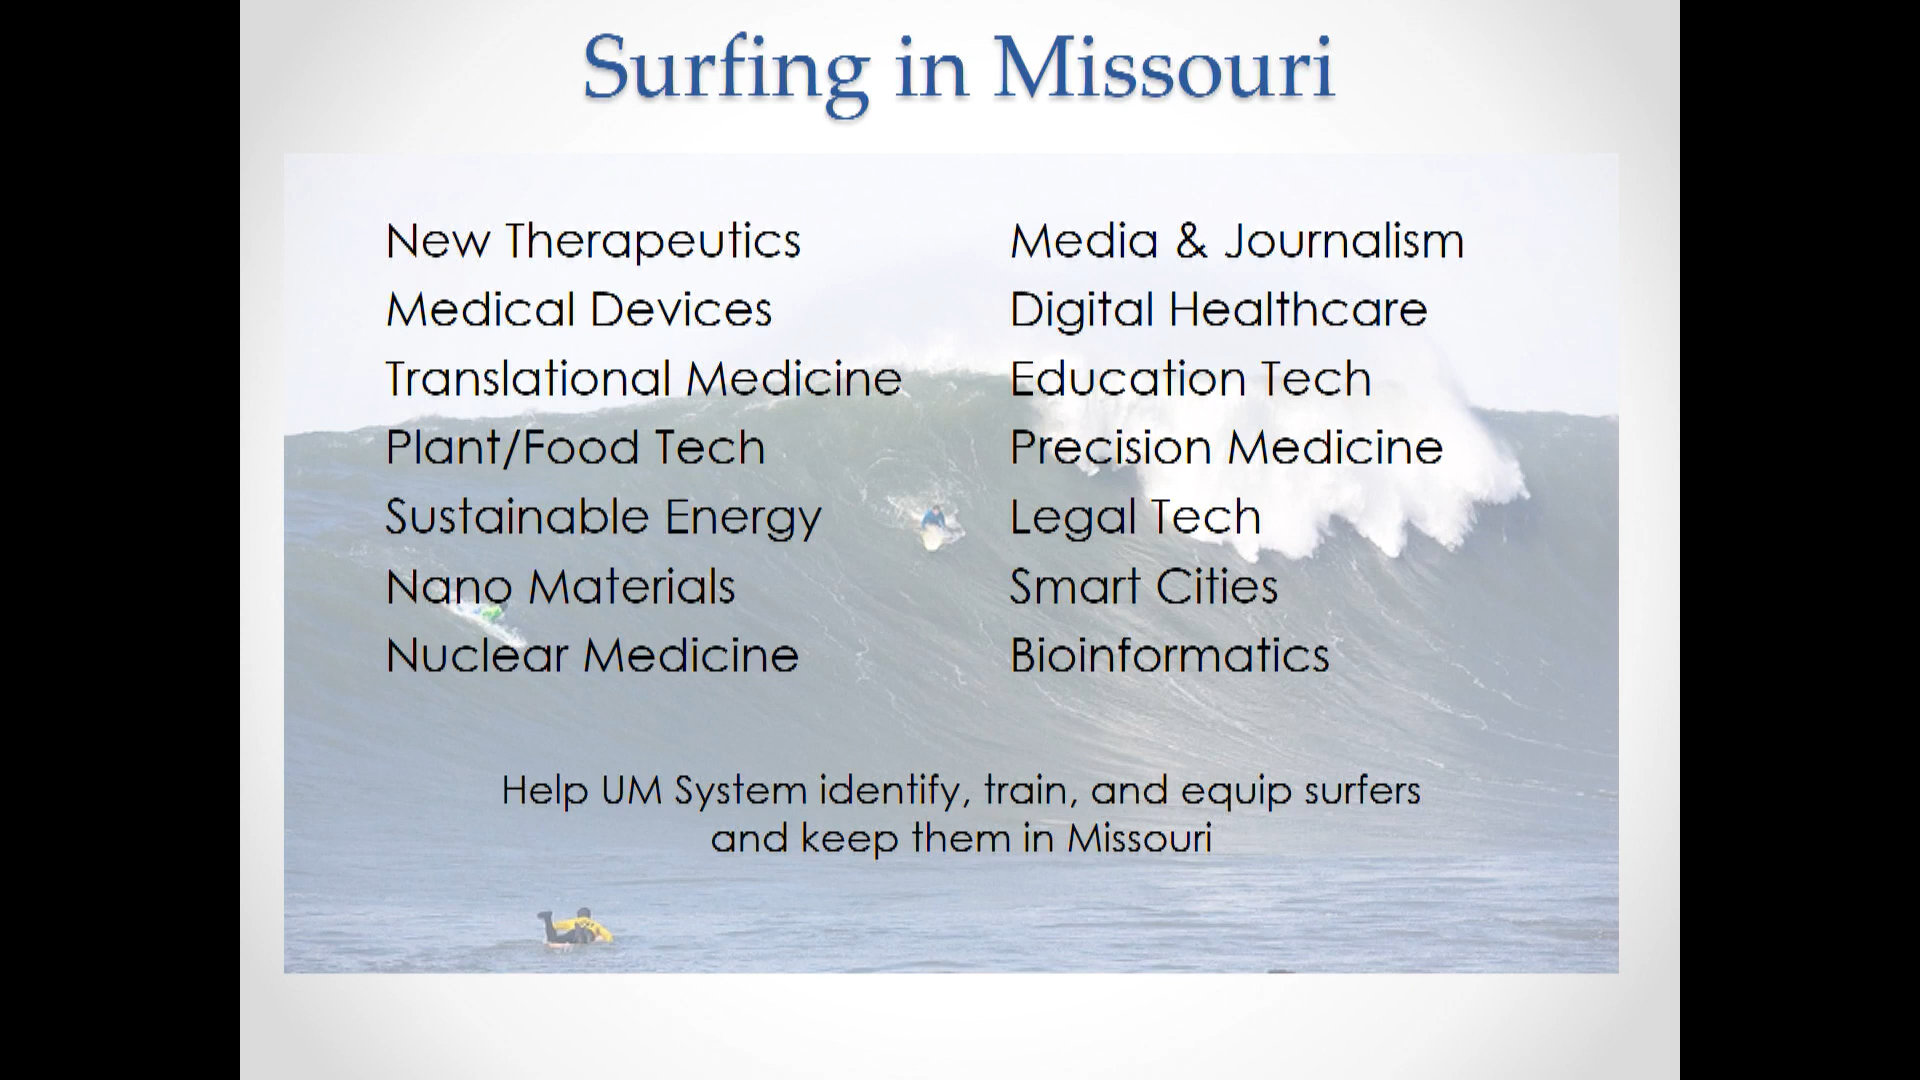 Surfing in Missouri
New Therapeutics
Medical Devices
Translational Medicine
Plant/Food Tech
Sustainable Energy
Nano Materials
Nuclear Medicine
Media & Journalism
Digital Healthcare
Education Tech
Precision Medicine
Legal Tech
Smart Cities
Bioinformatics
Help UM System identify, train, and equip surfers
and keep them in Missouri